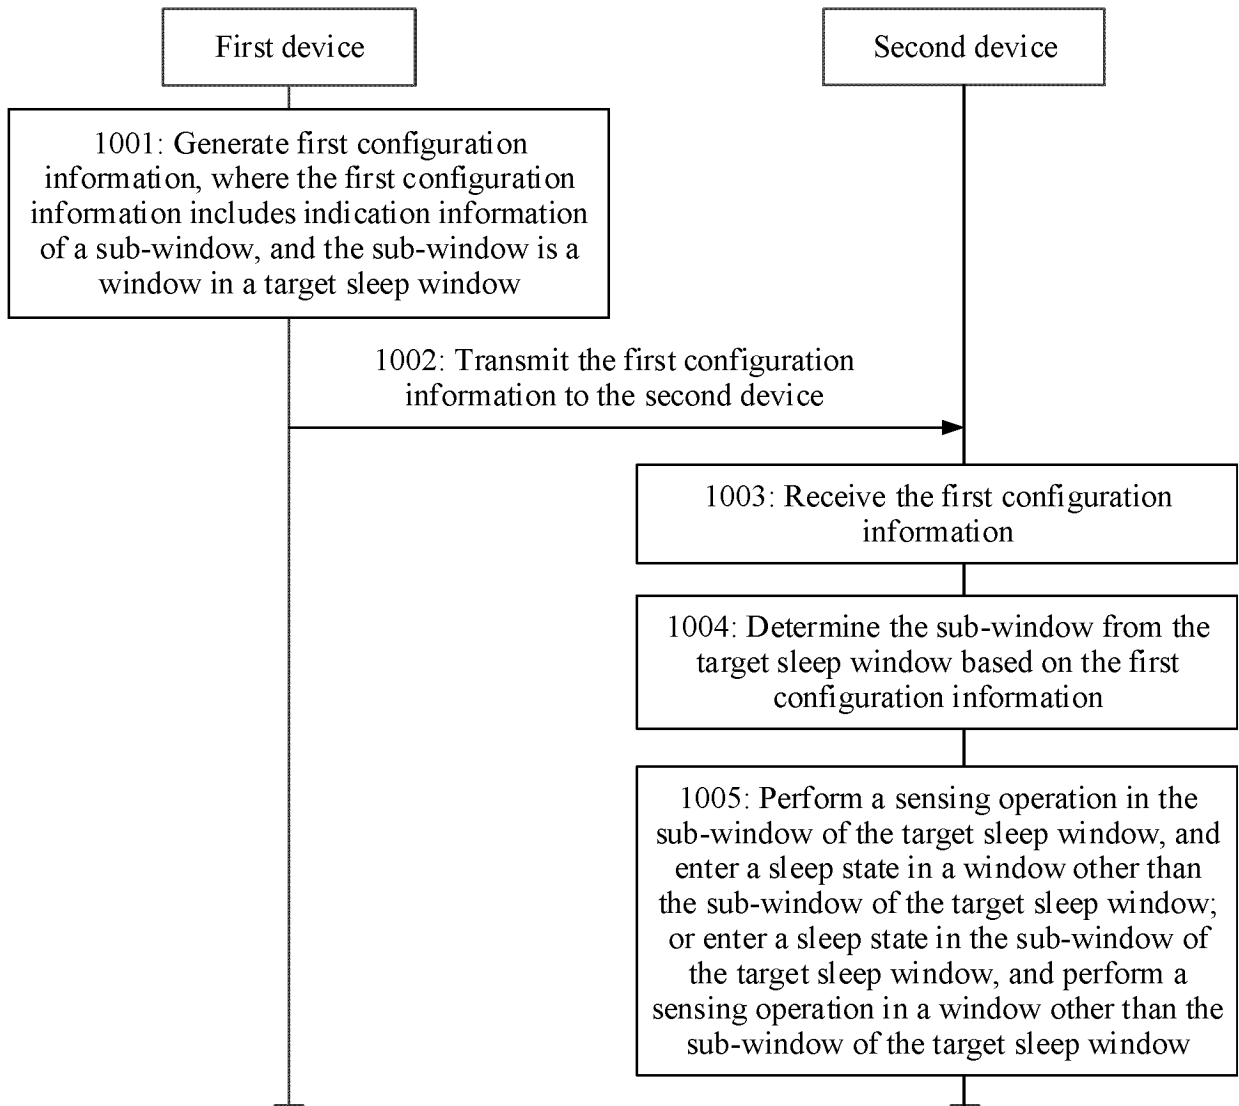 First device
Second device
1001: Generate first configuration
information, where the first configuration
information includes indication information
of a sub-window, and the sub-window is a
window in a target sleep window
1002: Transmit the first configuration
information to the second device
1003: Receive the first configuration
information
1004: Determine the sub-window from the
target sleep window based on the first
configuration information
1005: Perform a sensing operation in the
sub-window of the target sleep window, and
enter a sleep state in a window other than
the sub-window of the target sleep window;
or enter a sleep state in the sub-window of
the target sleep window, and perform a
sensing operation in a window other than the
sub-window of the target sleep window